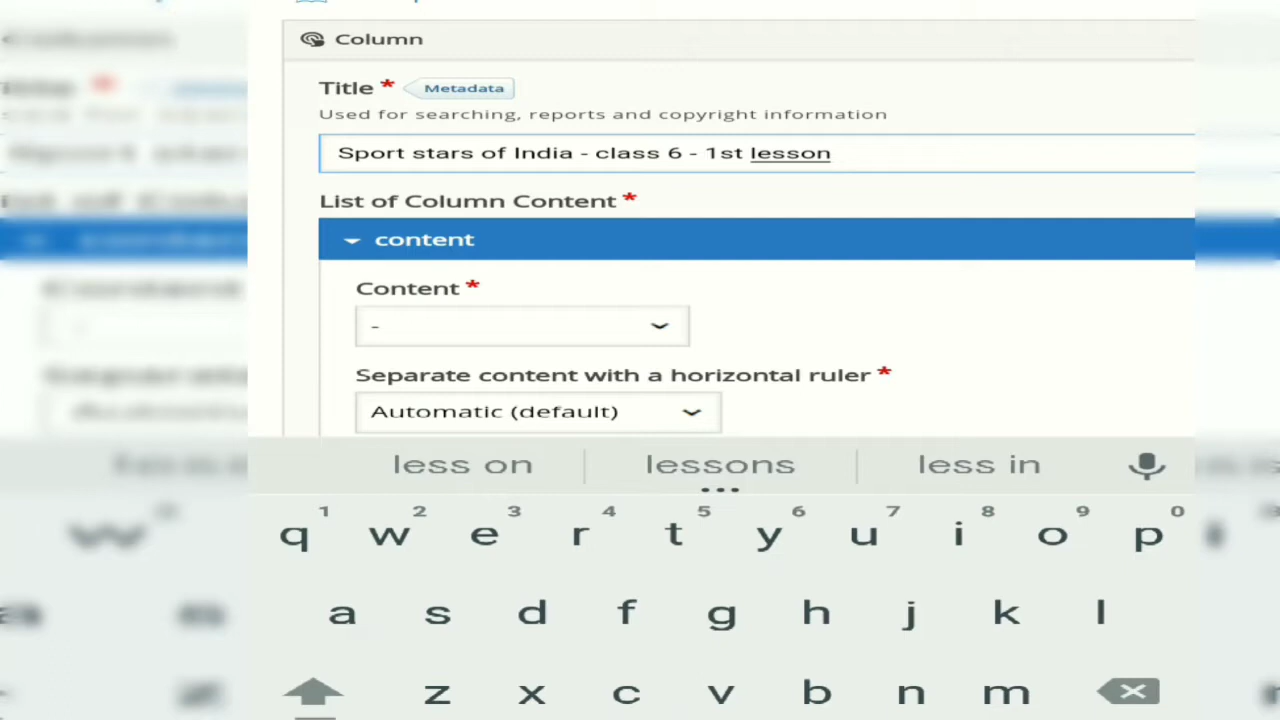 Column
Title * Metadata
Used for searching, reports and copyright information
Sport stars of India - class 6 - 1st lesson
List of Column Content *
content
Content *
-
Separate content with a horizontal ruler *
Automatic (default)
less on lessons less in
1 2 3 4 5 6 7 8 9 0
q w e r t y u i o p
a s d f g h j k l
z x c v b n m